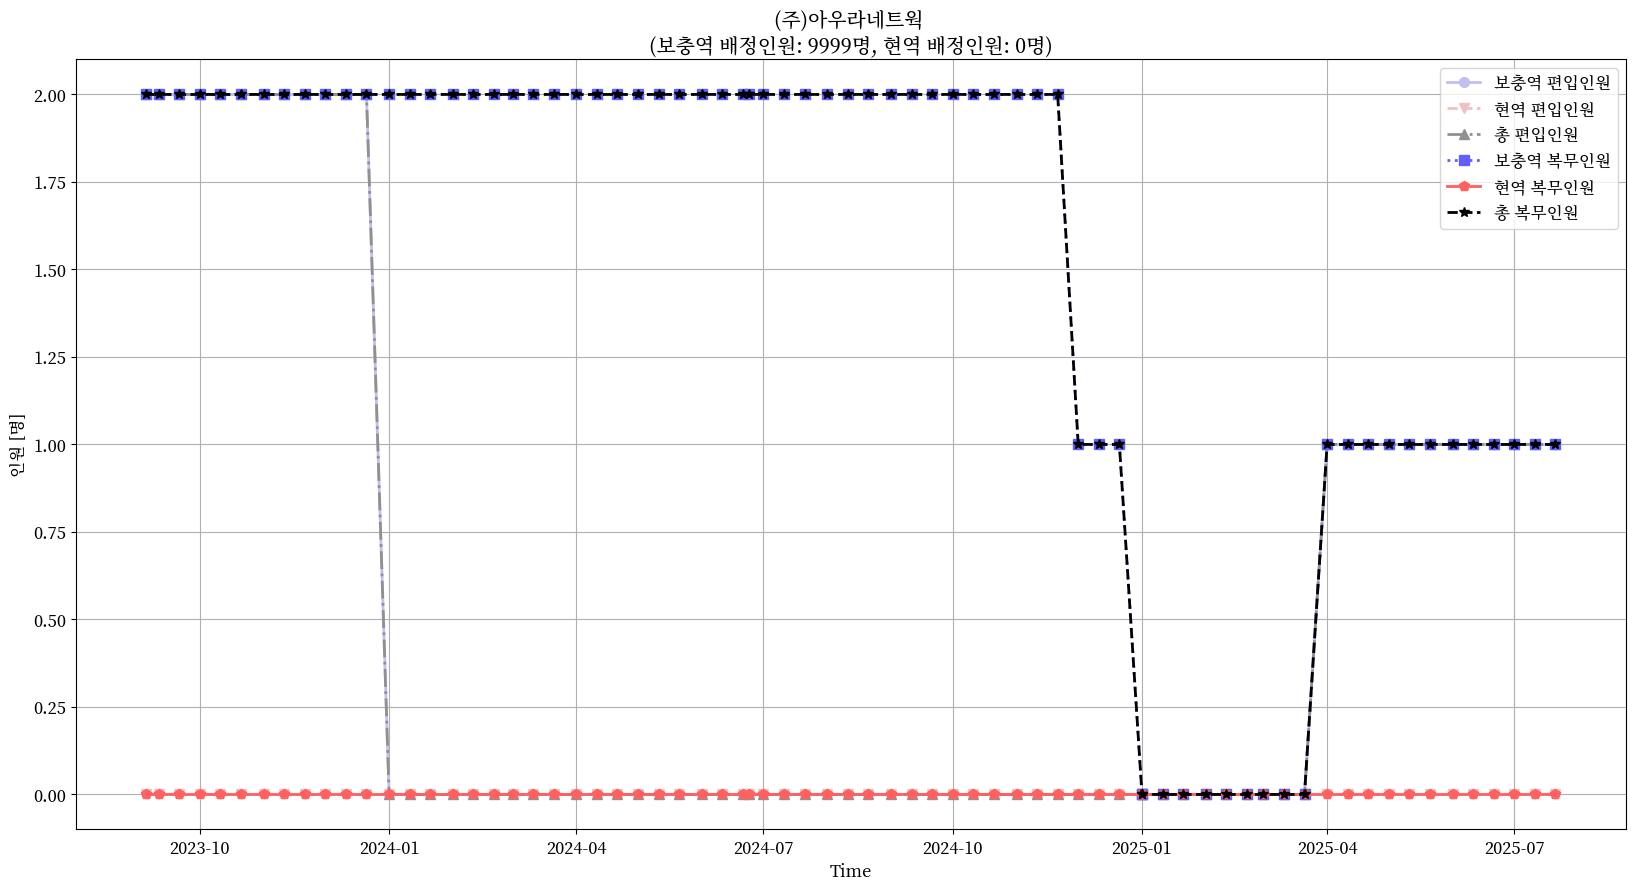 (주)아우라네트웍
(보충역 배정인원: 9999명, 현역 배정인원: 0명)
보충역 편입인원
현역 편입인원
총 편입인원
보충역 복무인원
현역 복무인원
총 복무인원
인원 [명]
2.00
1.75
1.50
1.25
1.00
0.75
0.50
0.25
0.00
2023-10
2024-01
2024-04
2024-07
2024-10
2025-01
2025-04
2025-07
Time